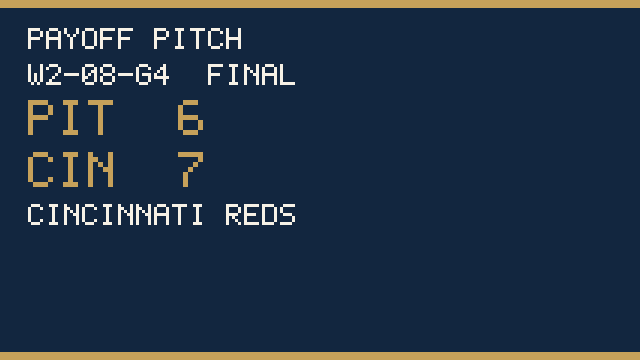 PAYOFF PITCH
W2-08-G4  FINAL
PIT  6
CIN  7
CINCINNATI REDS